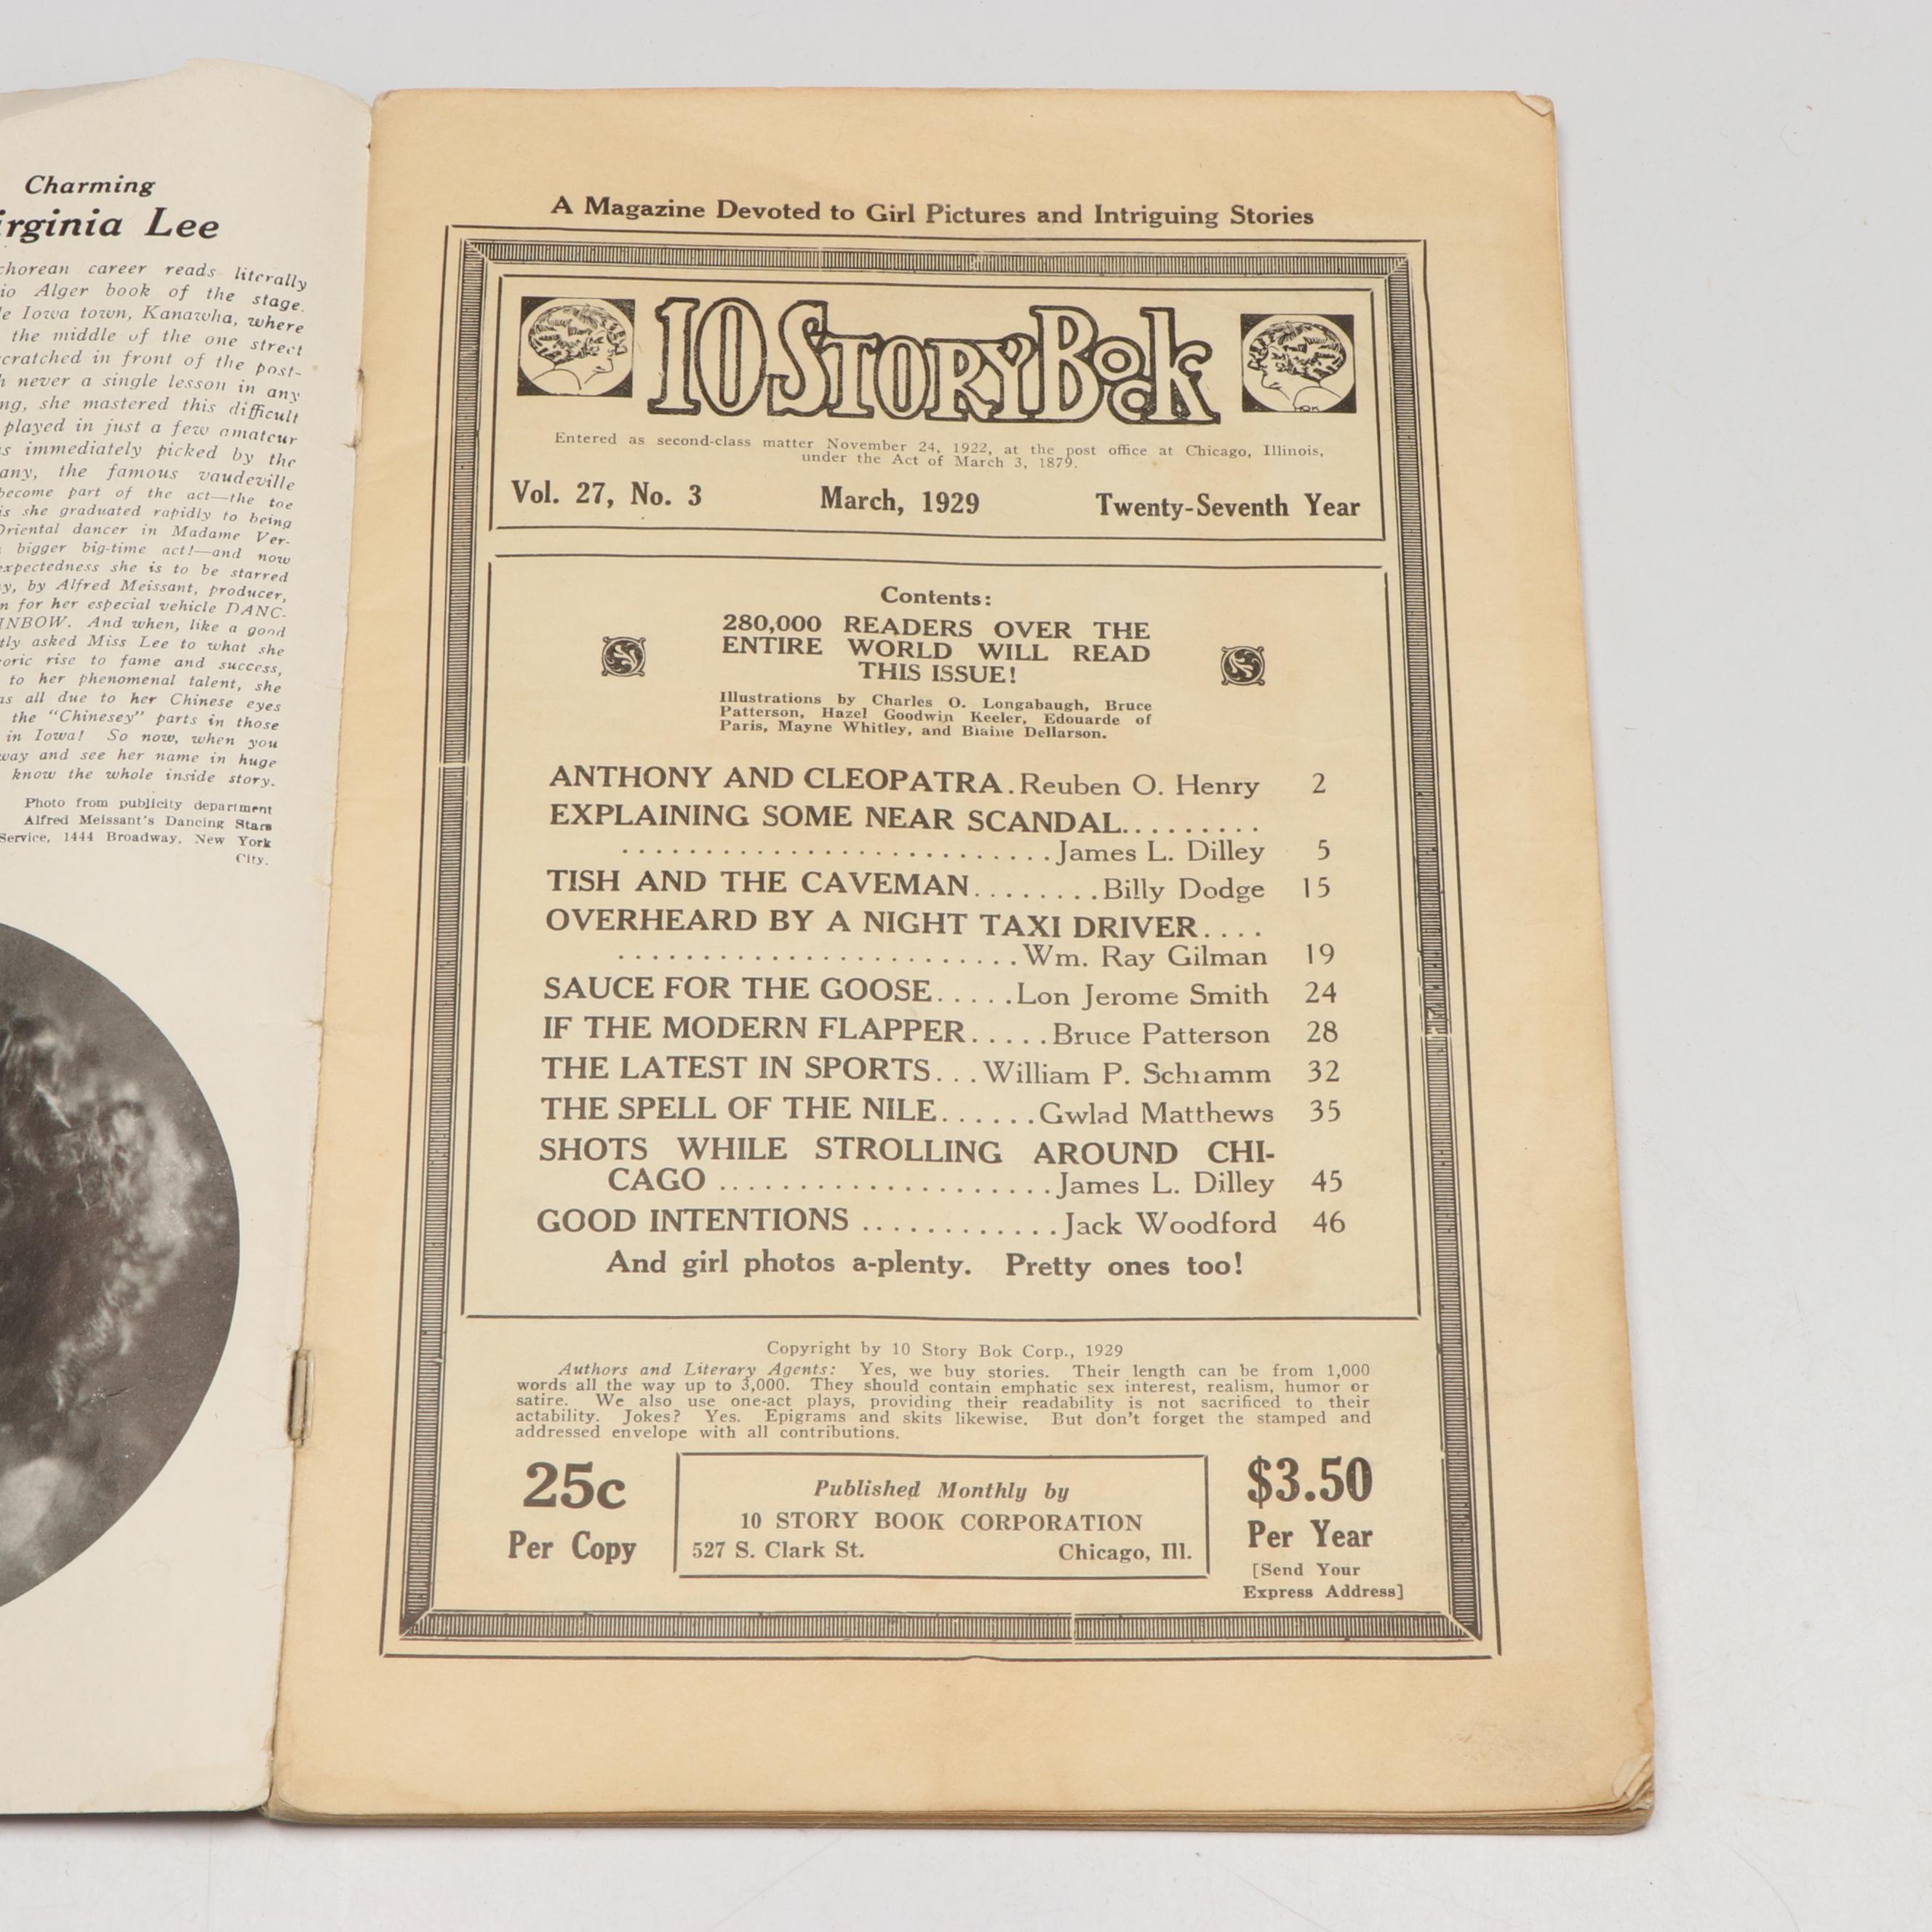 Charming
Virginia Lee
chorean career reads literally
io Alger book of the stage.
le Iowa town, Kanawha, where
the middle of the one street
scratched in front of the post-
h never a single lesson in any
ng, she mastered this difficult
played in just a few amateur
as immediately picked by the
any, the famous vaudeville
become part of the act—the toe
is she graduated rapidly to being
Oriental dancer in Madame Ver-
bigger big-time act!—and now
expectedness she is to be starred
y, by Alfred Meissant, producer,
n for her especial vehicle DANC-
INBOW. And when, like a good
tly asked Miss Lee to what she
oric rise to fame and success,
to her phenomenal talent, she
as all due to her Chinese eyes
the "Chinesey" parts in those
in Iowa! So now, when you
way and see her name in huge
know the whole inside story.
Photo from publicity department
Alfred Meissant's Dancing Stars
Service, 1444 Broadway, New York
City.
A Magazine Devoted to Girl Pictures and Intriguing Stories
10 STORY BOOK
Entered as second-class matter November 24, 1922, at the post office at Chicago, Illinois,
under the Act of March 3, 1879.
Vol. 27, No. 3 March, 1929 Twenty-Seventh Year
Contents:
280,000 READERS OVER THE
ENTIRE WORLD WILL READ
THIS ISSUE!
Illustrations by Charles O. Longabaugh, Bruce
Patterson, Hazel Goodwin Keeler, Edouarde of
Paris, Mayne Whitley, and Blaine Dellarson.
ANTHONY AND CLEOPATRA.Reuben O. Henry 2
EXPLAINING SOME NEAR SCANDAL.........
...........................James L. Dilley 5
TISH AND THE CAVEMAN........Billy Dodge 15
OVERHEARD BY A NIGHT TAXI DRIVER....
.........................Wm. Ray Gilman 19
SAUCE FOR THE GOOSE.....Lon Jerome Smith 24
IF THE MODERN FLAPPER.....Bruce Patterson 28
THE LATEST IN SPORTS...William P. Schramm 32
THE SPELL OF THE NILE......Gwlad Matthews 35
SHOTS WHILE STROLLING AROUND CHI-
CAGO .....................James L. Dilley 45
GOOD INTENTIONS ............Jack Woodford 46
And girl photos a-plenty. Pretty ones too!
Copyright by 10 Story Bok Corp., 1929
Authors and Literary Agents: Yes, we buy stories. Their length can be from 1,000
words all the way up to 3,000. They should contain emphatic sex interest, realism, humor or
satire. We also use one-act plays, providing their readability is not sacrificed to their
actability. Jokes? Yes. Epigrams and skits likewise. But don't forget the stamped and
addressed envelope with all contributions.
25c
Per Copy
Published Monthly by
10 STORY BOOK CORPORATION
527 S. Clark St. Chicago, Ill.
$3.50
Per Year
[Send Your
Express Address]